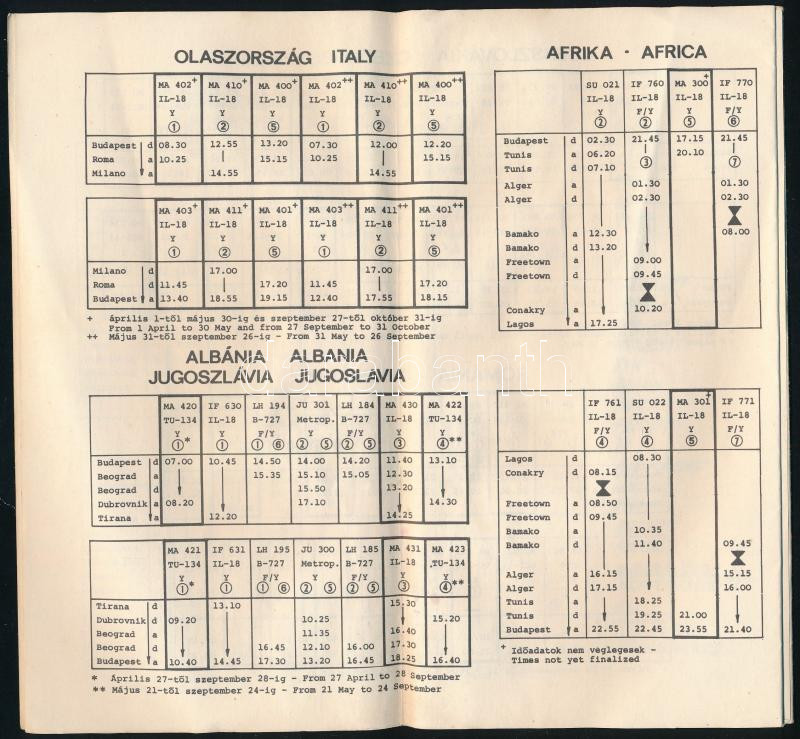 OLASZORSZÁG ITALY
MA 402+ MA 410+ MA 400+ MA 402++ MA 410++ MA 400++
IL-18 IL-18 IL-18 IL-18 IL-18 IL-18
Y Y Y Y Y Y
① ② ⑤ ① ② ⑤
Budapest d 08.30 12.55 13.20 07.30 12.00 12.20
Roma a 10.25 15.15 10.25 15.15
Milano a 14.55 14.55
MA 403+ MA 411+ MA 401+ MA 403++ MA 411++ MA 401++
IL-18 IL-18 IL-18 IL-18 IL-18 IL-18
Y Y Y Y Y Y
① ② ⑤ ① ② ⑤
Milano d 17.00 17.00
Roma d 11.45 17.20 11.45 17.20
Budapest a 13.40 18.55 19.15 12.40 17.55 18.15
+ április 1-től május 30-ig és szeptember 27-től október 31-ig
From 1 April to 30 May and from 27 September to 31 October
++ Május 31-től szeptember 26-ig - From 31 May to 26 September
ALBÁNIA ALBANIA
JUGOSZLÁVIA JUGOSLAVIA
MA 420 IF 630 LH 194 JU 301 LH 184 MA 430 MA 422
TU-134 IL-18 B-727 Metrop. B-727 IL-18 TU-134
Y Y F/Y Y F/Y Y Y
①* ① ① ⑥ ② ⑤ ② ⑤ ③ ④**
Budapest d 07.00 10.45 14.50 14.00 14.20 11.40 13.10
Beograd a 15.35 15.10 15.05 12.30
Beograd d 15.50 13.20
Dubrovnik a 08.20 17.10 14.30
Tirana a 12.20 14.25
MA 421 IF 631 LH 195 JU 300 LH 185 MA 431 MA 423
TU-134 IL-18 B-727 Metrop. B-727 IL-18 TU-134
Y Y F/Y Y F/Y Y Y
①* ① ① ⑥ ② ⑤ ② ⑤ ③ ④**
Tirana d 13.10 15.30
Dubrovnik d 09.20 10.25 15.20
Beograd a 11.35 16.40
Beograd d 16.45 12.10 16.00 17.30
Budapest a 10.40 14.45 17.30 13.20 16.45 18.25 16.40
* Április 27-től szeptember 28-ig - From 27 April to 28 September
** Május 21-től szeptember 24-ig - From 21 May to 24 September
AFRIKA - AFRICA
SU 021 IF 760 MA 300+ IF 770
IL-18 IL-18 IL-18 IL-18
Y F/Y Y F/Y
② ② ⑤ ⑥
Budapest d 02.30 21.45 17.15 21.45
Tunis a 06.20 20.10
Tunis d 07.10 ③ ⑦
Alger a 01.30 01.30
Alger d 02.30 02.30
Bamako a 12.30 08.00
Bamako d 13.20
Freetown a 09.00
Freetown d 09.45
Conakry a 10.20
Lagos a 17.25
IF 761 SU 022 MA 301+ IF 771
IL-18 IL-18 IL-18 IL-18
F/Y Y Y F/Y
④ ④ ⑤ ⑦
Lagos d 08.30
Conakry d 08.15
Freetown a 08.50
Freetown d 09.45
Bamako a 10.35
Bamako d 11.40 09.45
Alger a 16.15 15.15
Alger d 17.15 16.00
Tunis a 18.25
Tunis d 19.25 21.00
Budapest a 22.55 22.45 23.55 21.40
+ Időadatok nem véglegesek -
Times not yet finalized
darabanth